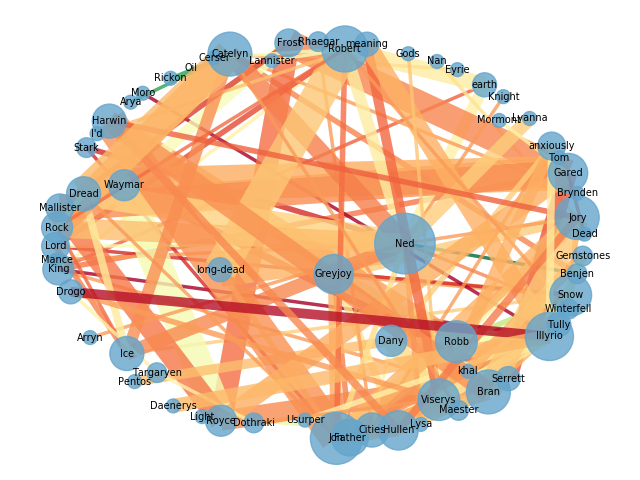 Frost
Rhaegar
meaning
Robert
Catelyn
Cersei
Gods
Lannister
Nan
Oil
Eyrie
Rickon
earth
Moro
Knight
Arya
Lyanna
Mormont
Harwin
I'd
Stark
anxiously
Tom
Gared
Waymar
Dread
Brynden
Mallister
Jory
Rock
Dead
Lord
Ned
Gemstones
Mance
King
long-dead
Greyjoy
Benjen
Drogo
Snow
Winterfell
Tully
Illyrio
Arryn
Dany
Robb
Ice
khal
Targaryen
Serrett
Pentos
Bran
Viserys
Daenerys
Maester
Light
Royce
Usurper
Dothraki
Lysa
Cities
Hullen
Jon
Father